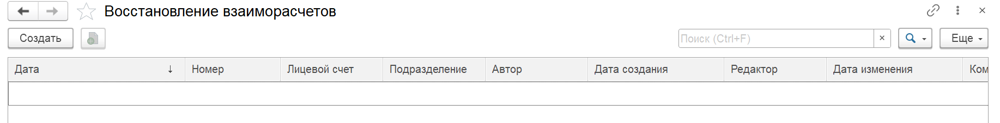 Восстановление взаиморасчетов
Создать Поиск (Ctrl+F) × Еще
Дата ↓ Номер Лицевой счет Подразделение Автор Дата создания Редактор Дата изменения Ком